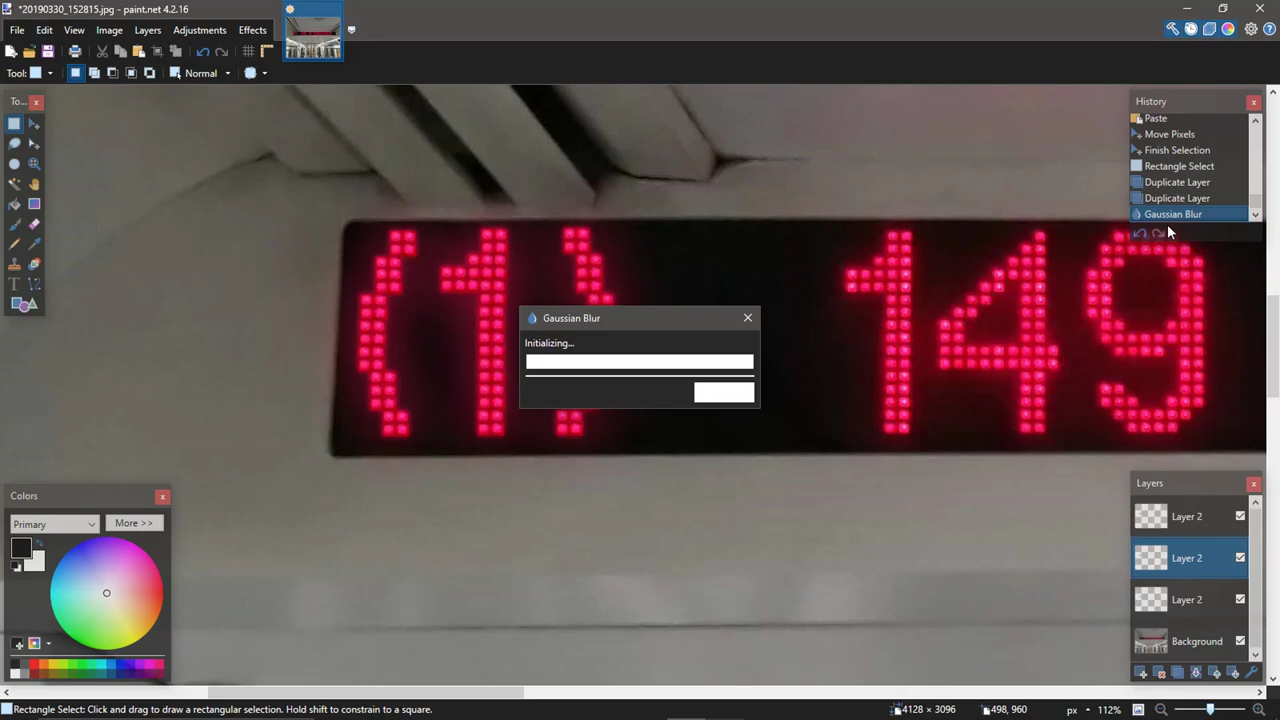 *20190330_152815.jpg - paint.net 4.2.16
File Edit View Image Layers Adjustments Effects
Tool: Normal
To...
History
Paste
Move Pixels
Finish Selection
Rectangle Select
Duplicate Layer
Duplicate Layer
Gaussian Blur
(1) 149
Gaussian Blur
Initializing...
Colors
Primary More >>
Layers
Layer 2
Layer 2
Layer 2
Background
Rectangle Select: Click and drag to draw a rectangular selection. Hold shift to constrain to a square. 4128 × 3096 498, 960 px 112%